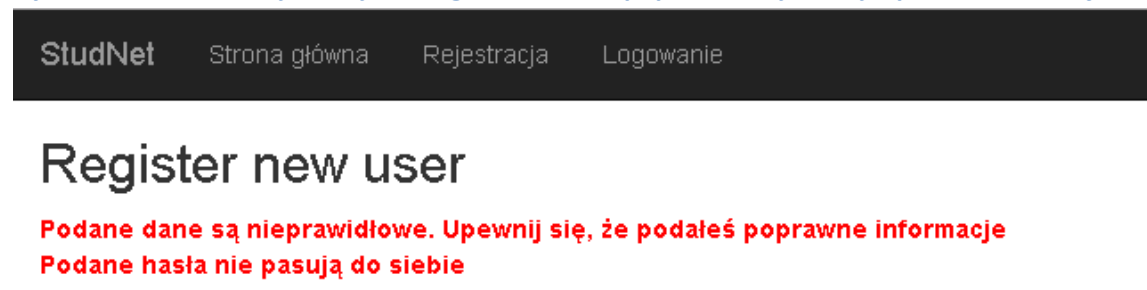 StudNet Strona główna Rejestracja Logowanie
Register new user
Podane dane są nieprawidłowe. Upewnij się, że podałeś poprawne informacje
Podane hasła nie pasują do siebie